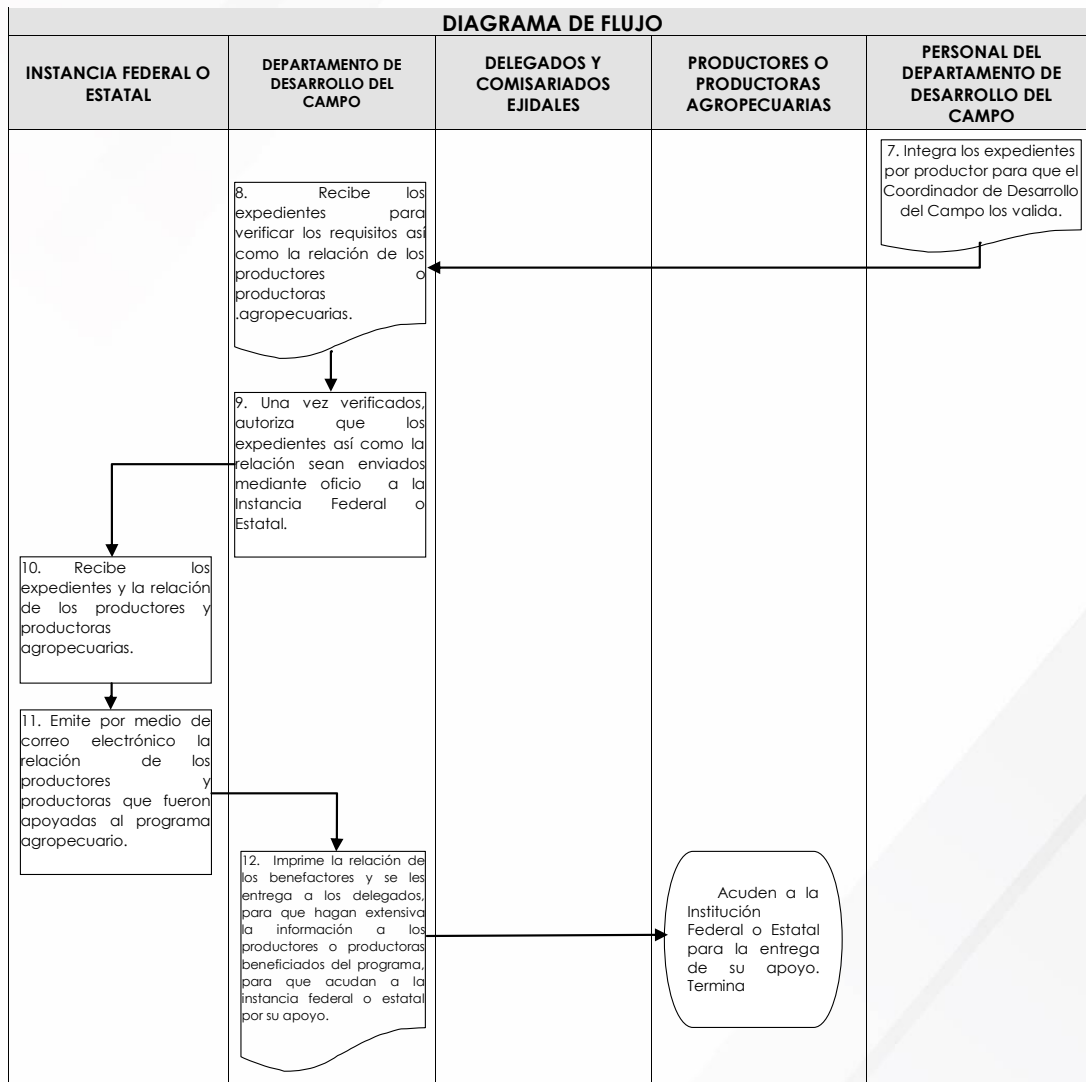 DIAGRAMA DE FLUJO
INSTANCIA FEDERAL O
ESTATAL
DEPARTAMENTO DE
DESARROLLO DEL
CAMPO
DELEGADOS Y
COMISARIADOS
EJIDALES
PRODUCTORES O
PRODUCTORAS
AGROPECUARIAS
PERSONAL DEL
DEPARTAMENTO DE
DESARROLLO DEL
CAMPO
7. Integra los expedientes
por productor para que el
Coordinador de Desarrollo
del Campo los valida.
8. Recibe los
expedientes para
verificar los requisitos así
como la relación de los
productores o
productoras
.agropecuarias.
9. Una vez verificados,
autoriza que los
expedientes así como la
relación sean enviados
mediante oficio a la
Instancia Federal o
Estatal.
10. Recibe los
expedientes y la relación
de los productores y
productoras
agropecuarias.
11. Emite por medio de
correo electrónico la
relación de los
productores y
productoras que fueron
apoyadas al programa
agropecuario.
12. Imprime la relación de
los benefactores y se les
entrega a los delegados,
para que hagan extensiva
la información a los
productores o productoras
beneficiados del programa,
para que acudan a la
instancia federal o estatal
por su apoyo.
Acuden a la
Institución
Federal o Estatal
para la entrega
de su apoyo.
Termina